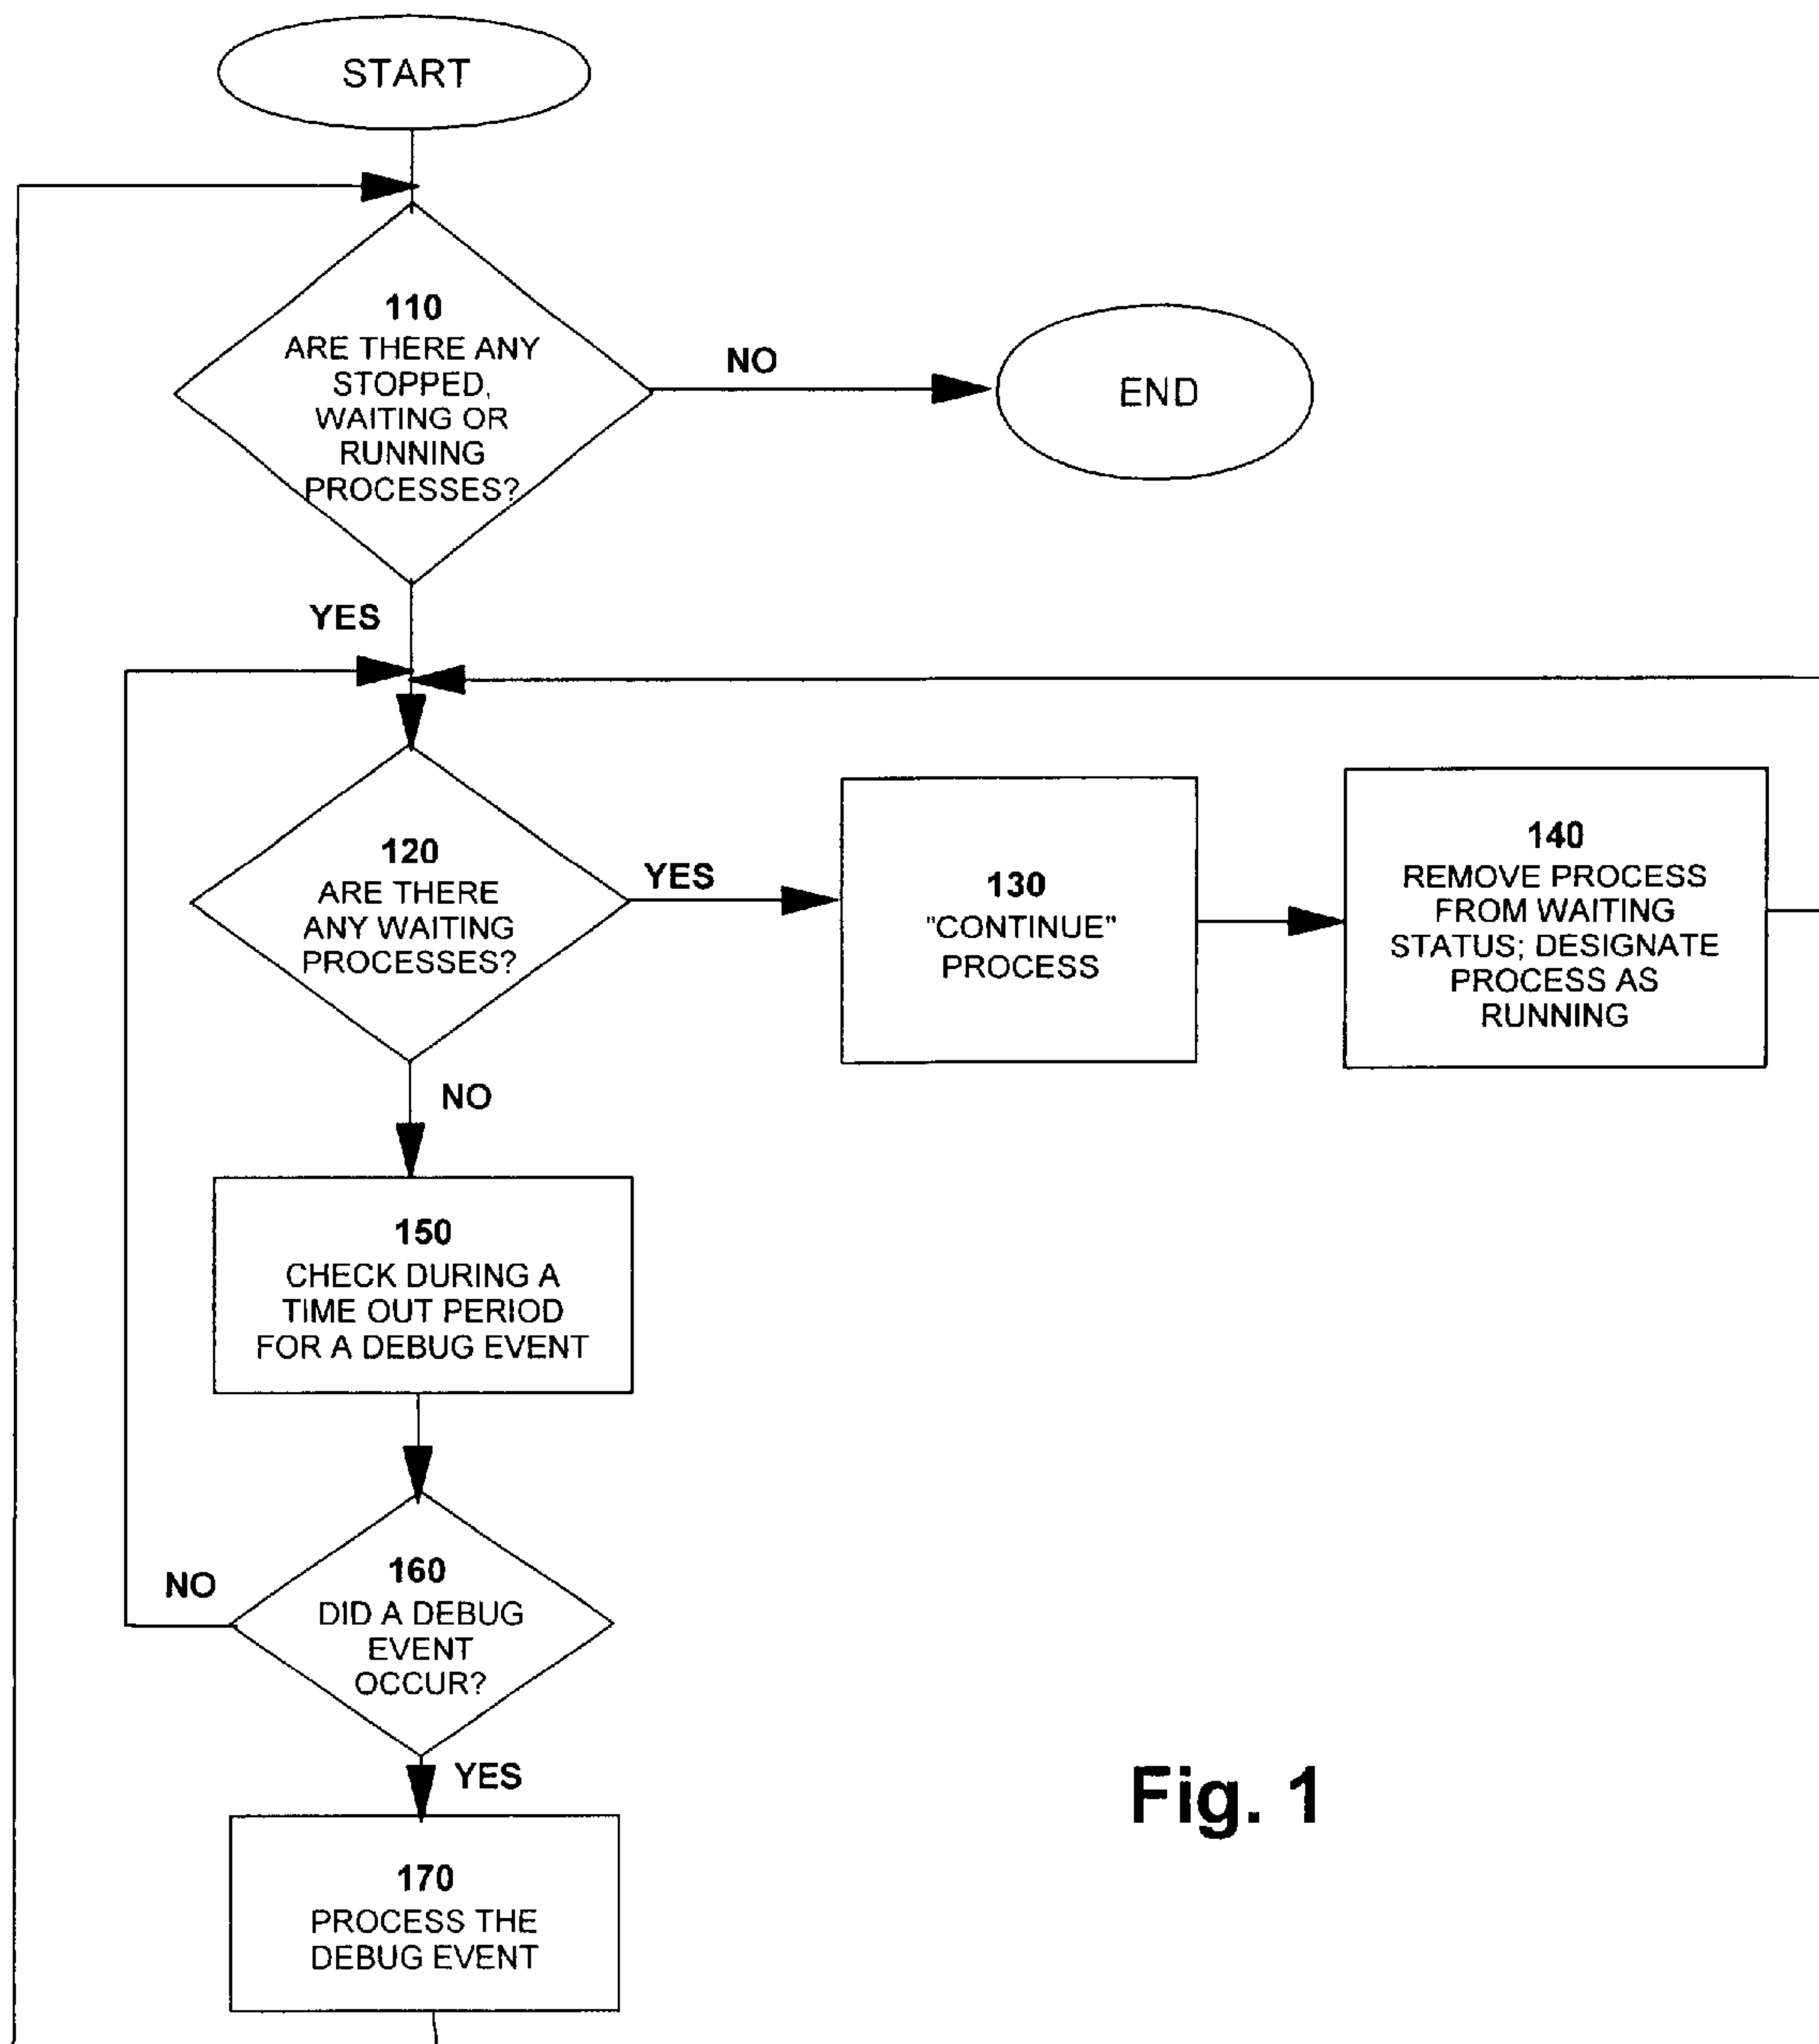 START
110
ARE THERE ANY
STOPPED,
WAITING OR
RUNNING
PROCESSES?
NO
END
YES
120
ARE THERE
ANY WAITING
PROCESSES?
YES
130
"CONTINUE"
PROCESS
140
REMOVE PROCESS
FROM WAITING
STATUS; DESIGNATE
PROCESS AS
RUNNING
NO
150
CHECK DURING A
TIME OUT PERIOD
FOR A DEBUG EVENT
NO
160
DID A DEBUG
EVENT
OCCUR?
YES
170
PROCESS THE
DEBUG EVENT
Fig. 1